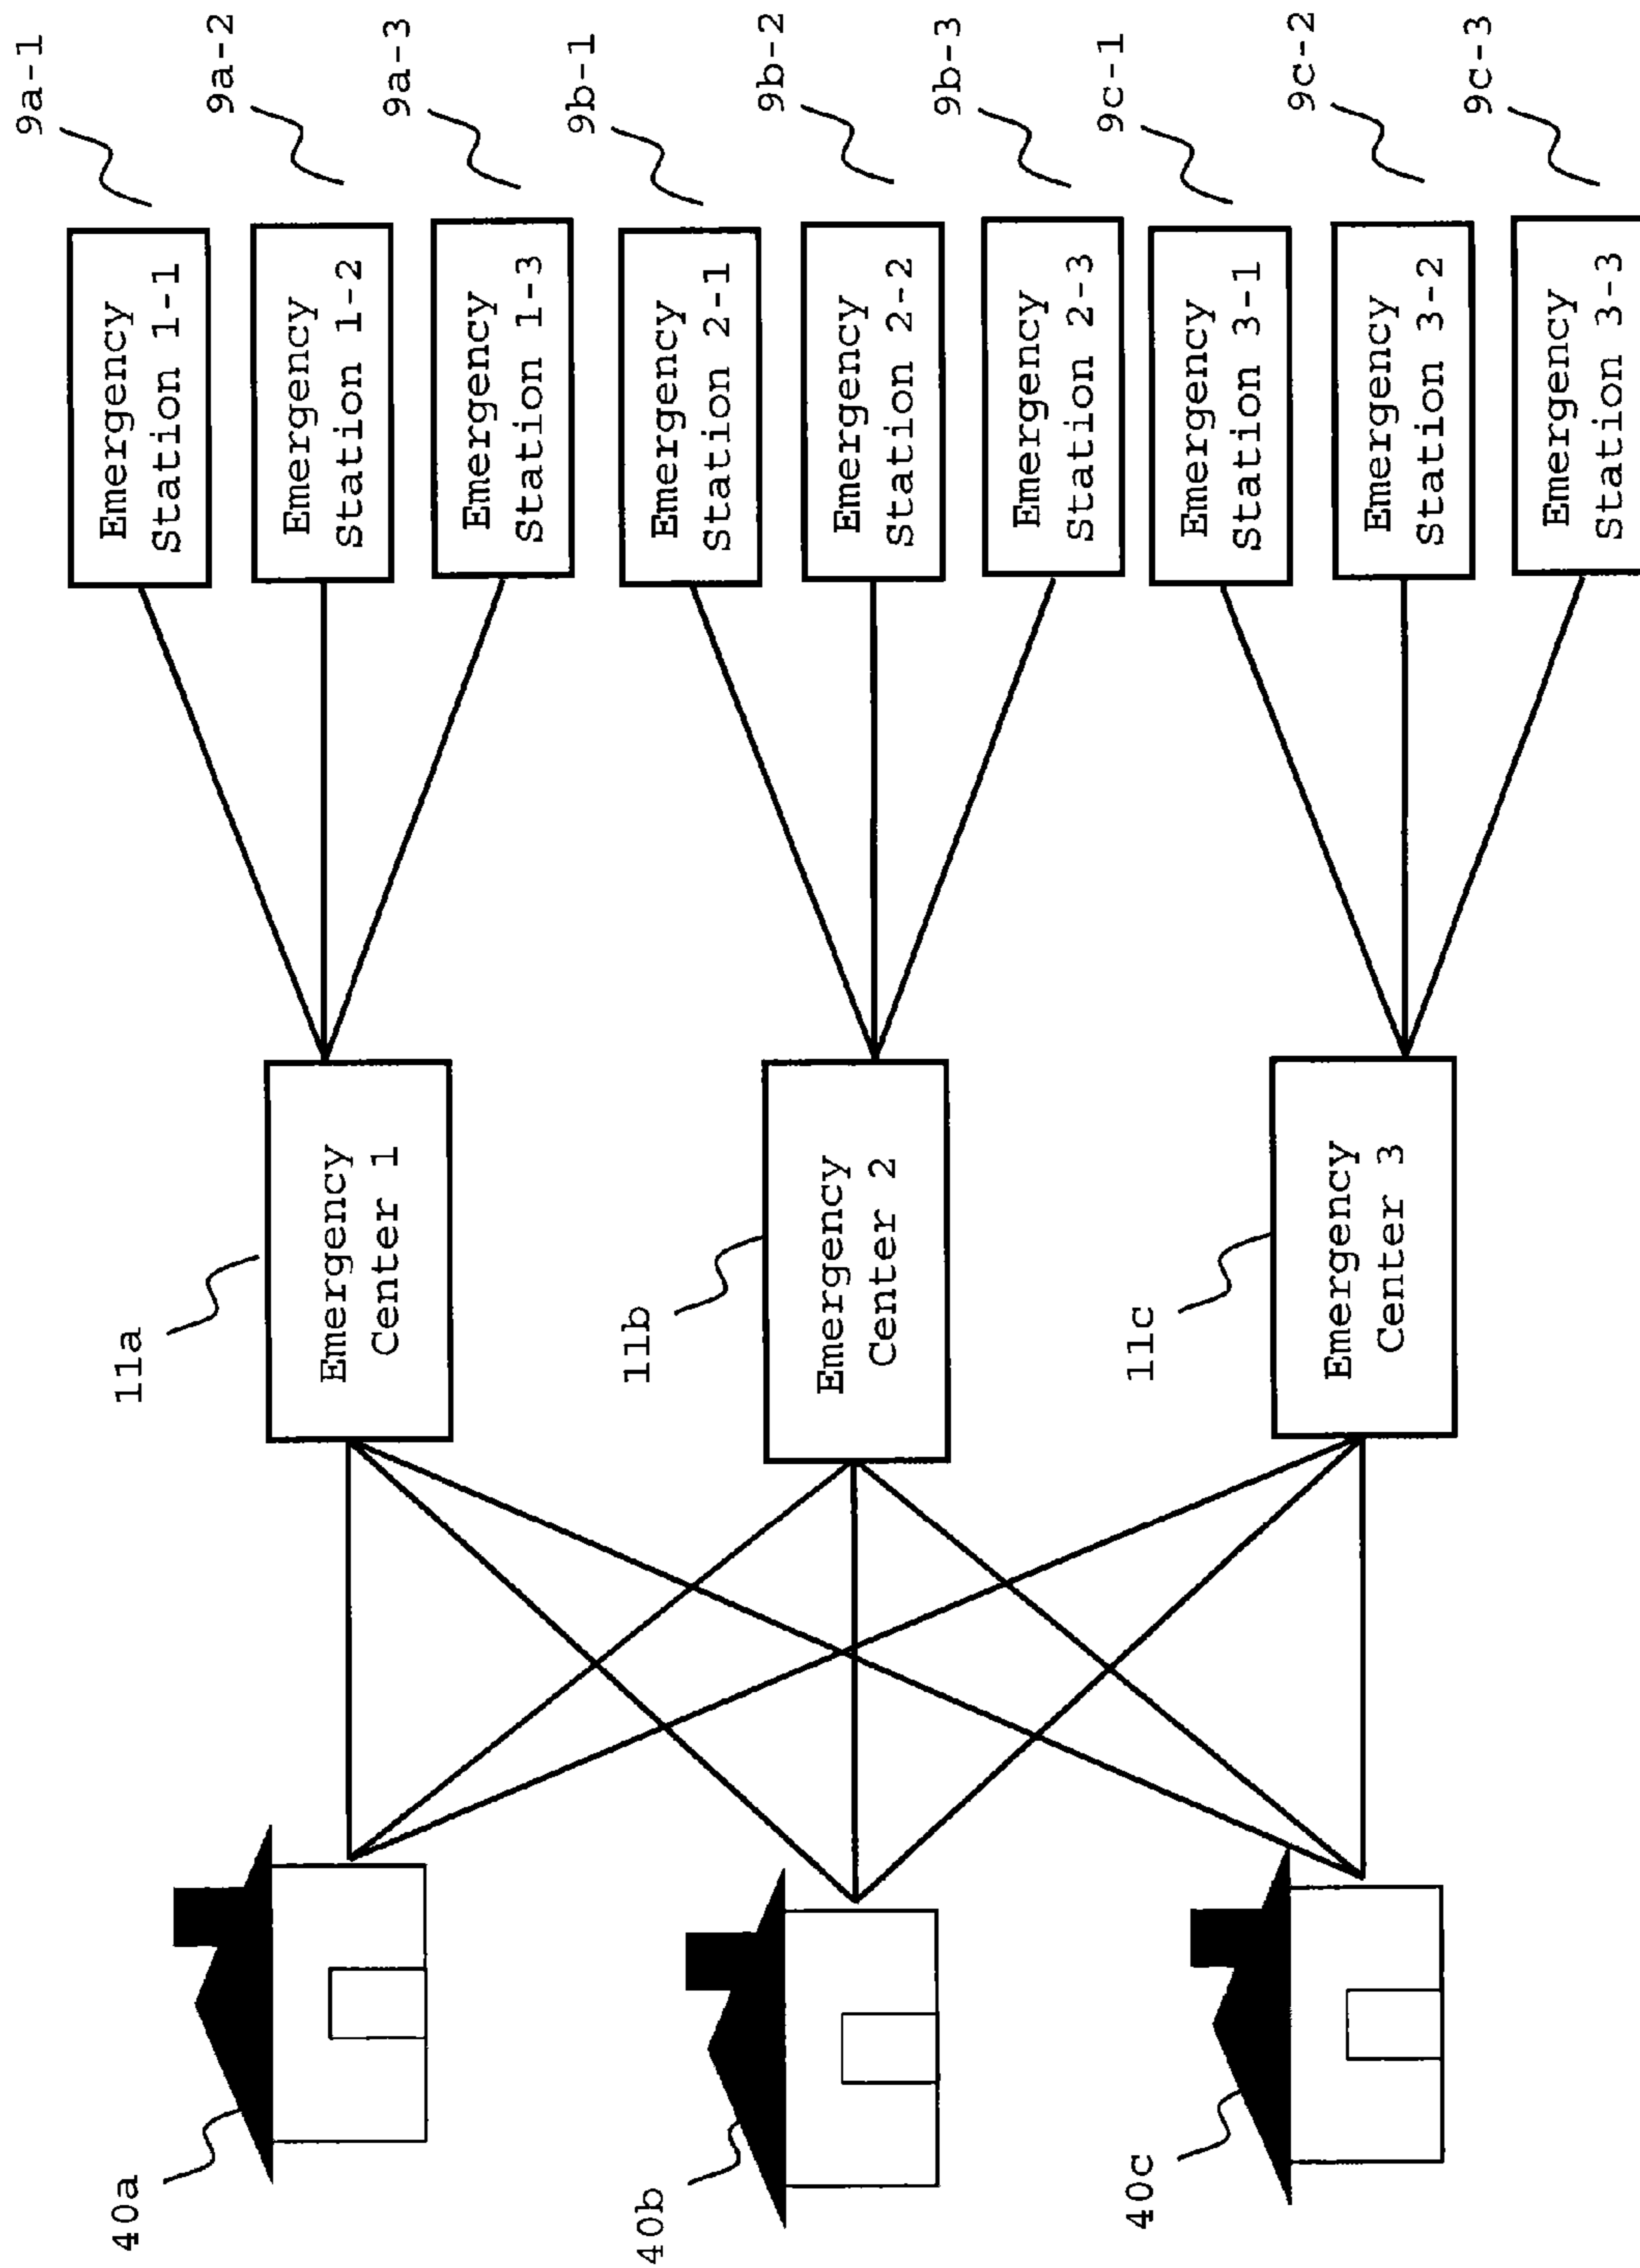 40a
11a
Emergency
Center 1
Emergency
Station 1-1
9a-1
Emergency
Station 1-2
9a-2
Emergency
Station 1-3
9a-3
40b
11b
Emergency
Center 2
Emergency
Station 2-1
9b-1
Emergency
Station 2-2
9b-2
Emergency
Station 2-3
9b-3
40c
11c
Emergency
Center 3
Emergency
Station 3-1
9c-1
Emergency
Station 3-2
9c-2
Emergency
Station 3-3
9c-3